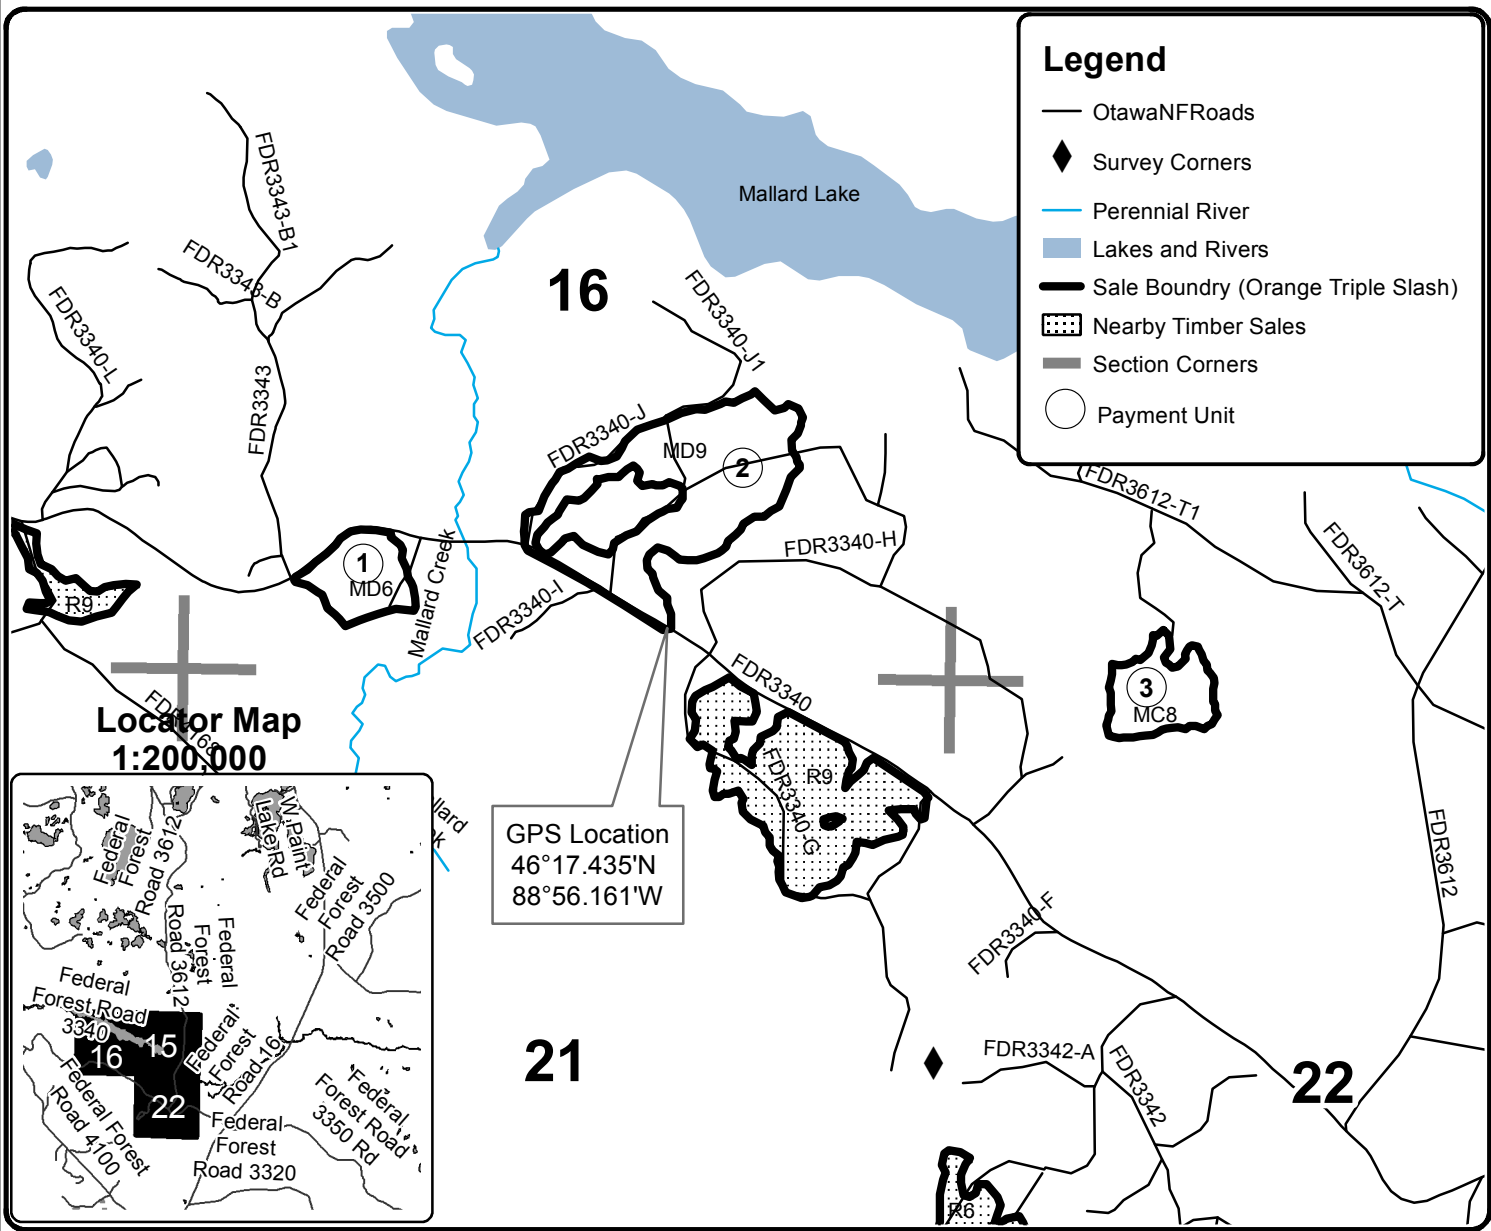 Legend
OtawaNFRoads
Survey Corners
Perennial River
Lakes and Rivers
Sale Boundry (Orange Triple Slash)
Nearby Timber Sales
Section Corners
Payment Unit
Mallard Lake
FDR3343-B1
FDR3343-B
FDR3340-L
FDR3343
16
FDR3340-J1
FDR3340-J
MD9
2
FDR3612-T1
FDR3612-T
FDR3340-H
1
MD6
Mallard Creek
FDR3340-I
R9
FDR3340
3
MC8
Locator Map
1:200,000
R9
FDR3340-G
FDR3612
GPS Location
46°17.435'N
88°56.161'W
FDR3340-F
21
FDR3342-A
FDR3342
22
R6
Federal
Forest
Road 3612
W Paint
Lake Rd
Federal
Forest
Road 3500
Federal
Forest
Road 3612
Federal
Forest Road
3340
15
16
22
Federal
Forest
Road 16
Federal Forest
Road 4100
Federal
Forest
Road 3320
Federal
Forest Road
3350 Rd